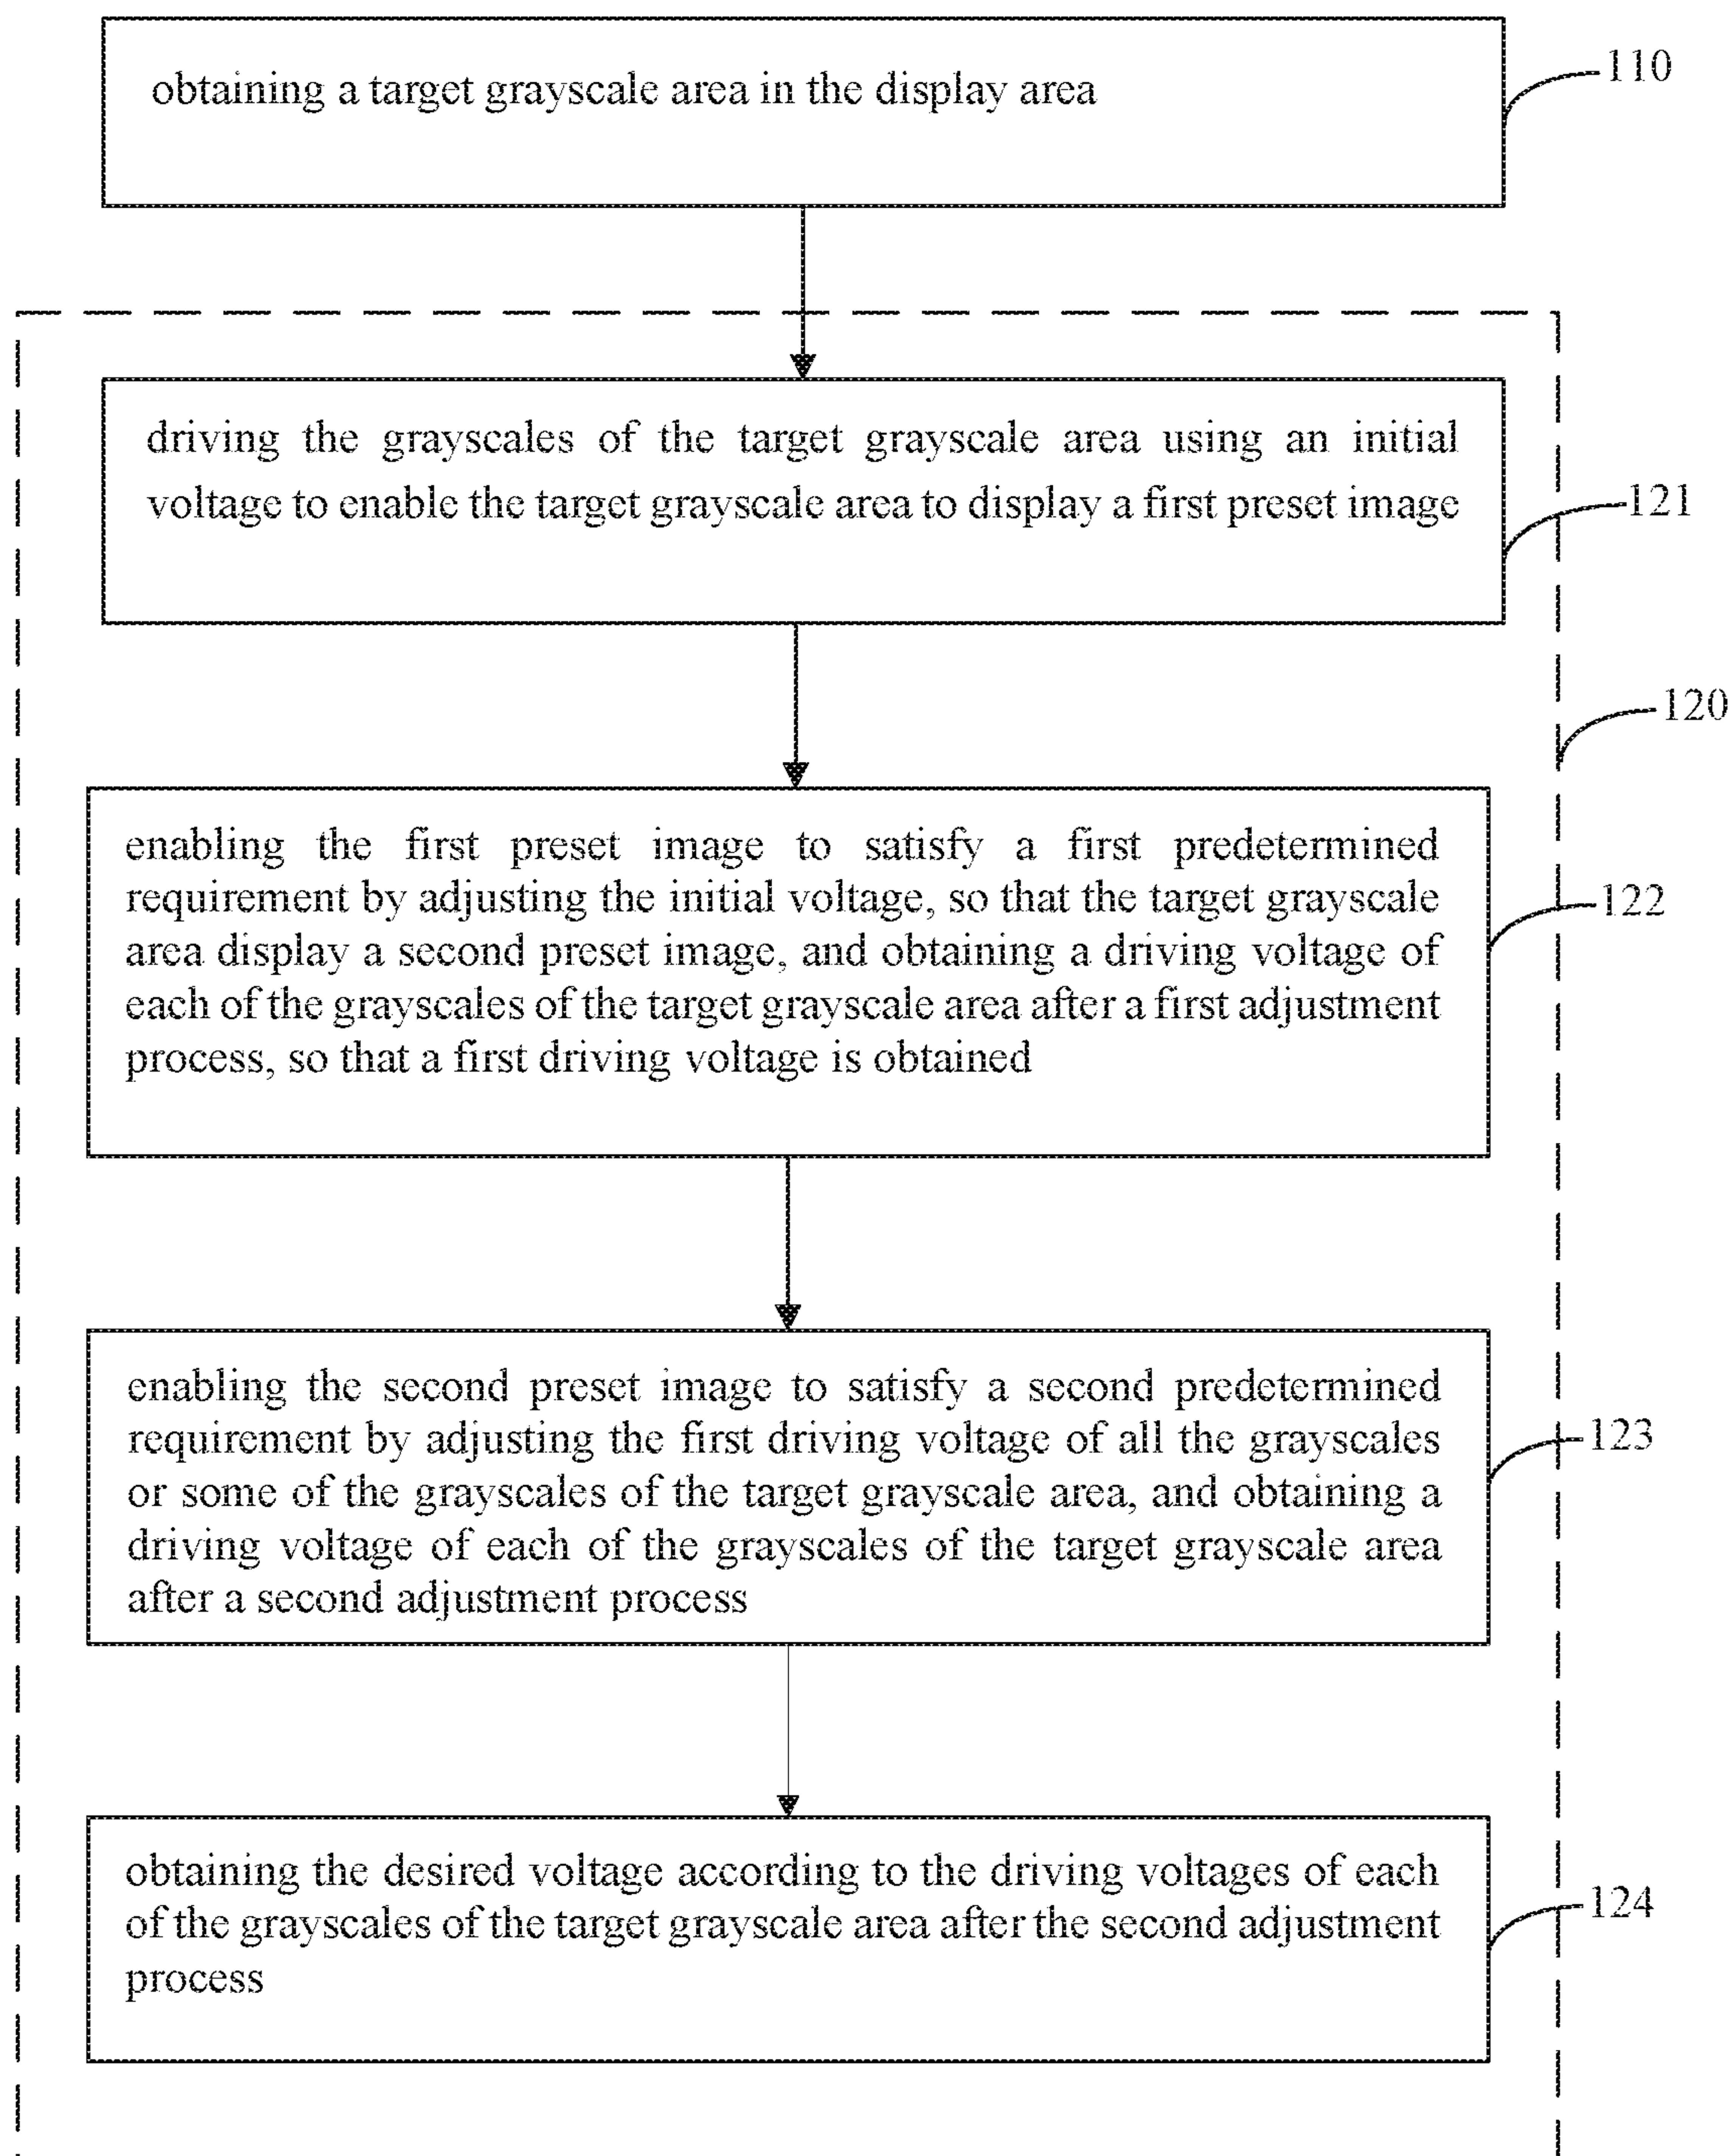 obtaining a target grayscale area in the display area
110
driving the grayscales of the target grayscale area using an initial
voltage to enable the target grayscale area to display a first preset image
121
120
enabling the first preset image to satisfy a first predetermined
requirement by adjusting the initial voltage, so that the target grayscale
area display a second preset image, and obtaining a driving voltage of
each of the grayscales of the target grayscale area after a first adjustment
process, so that a first driving voltage is obtained
122
enabling the second preset image to satisfy a second predetermined
requirement by adjusting the first driving voltage of all the grayscales
or some of the grayscales of the target grayscale area, and obtaining a
driving voltage of each of the grayscales of the target grayscale area
after a second adjustment process
123
obtaining the desired voltage according to the driving voltages of each
of the grayscales of the target grayscale area after the second adjustment
process
124